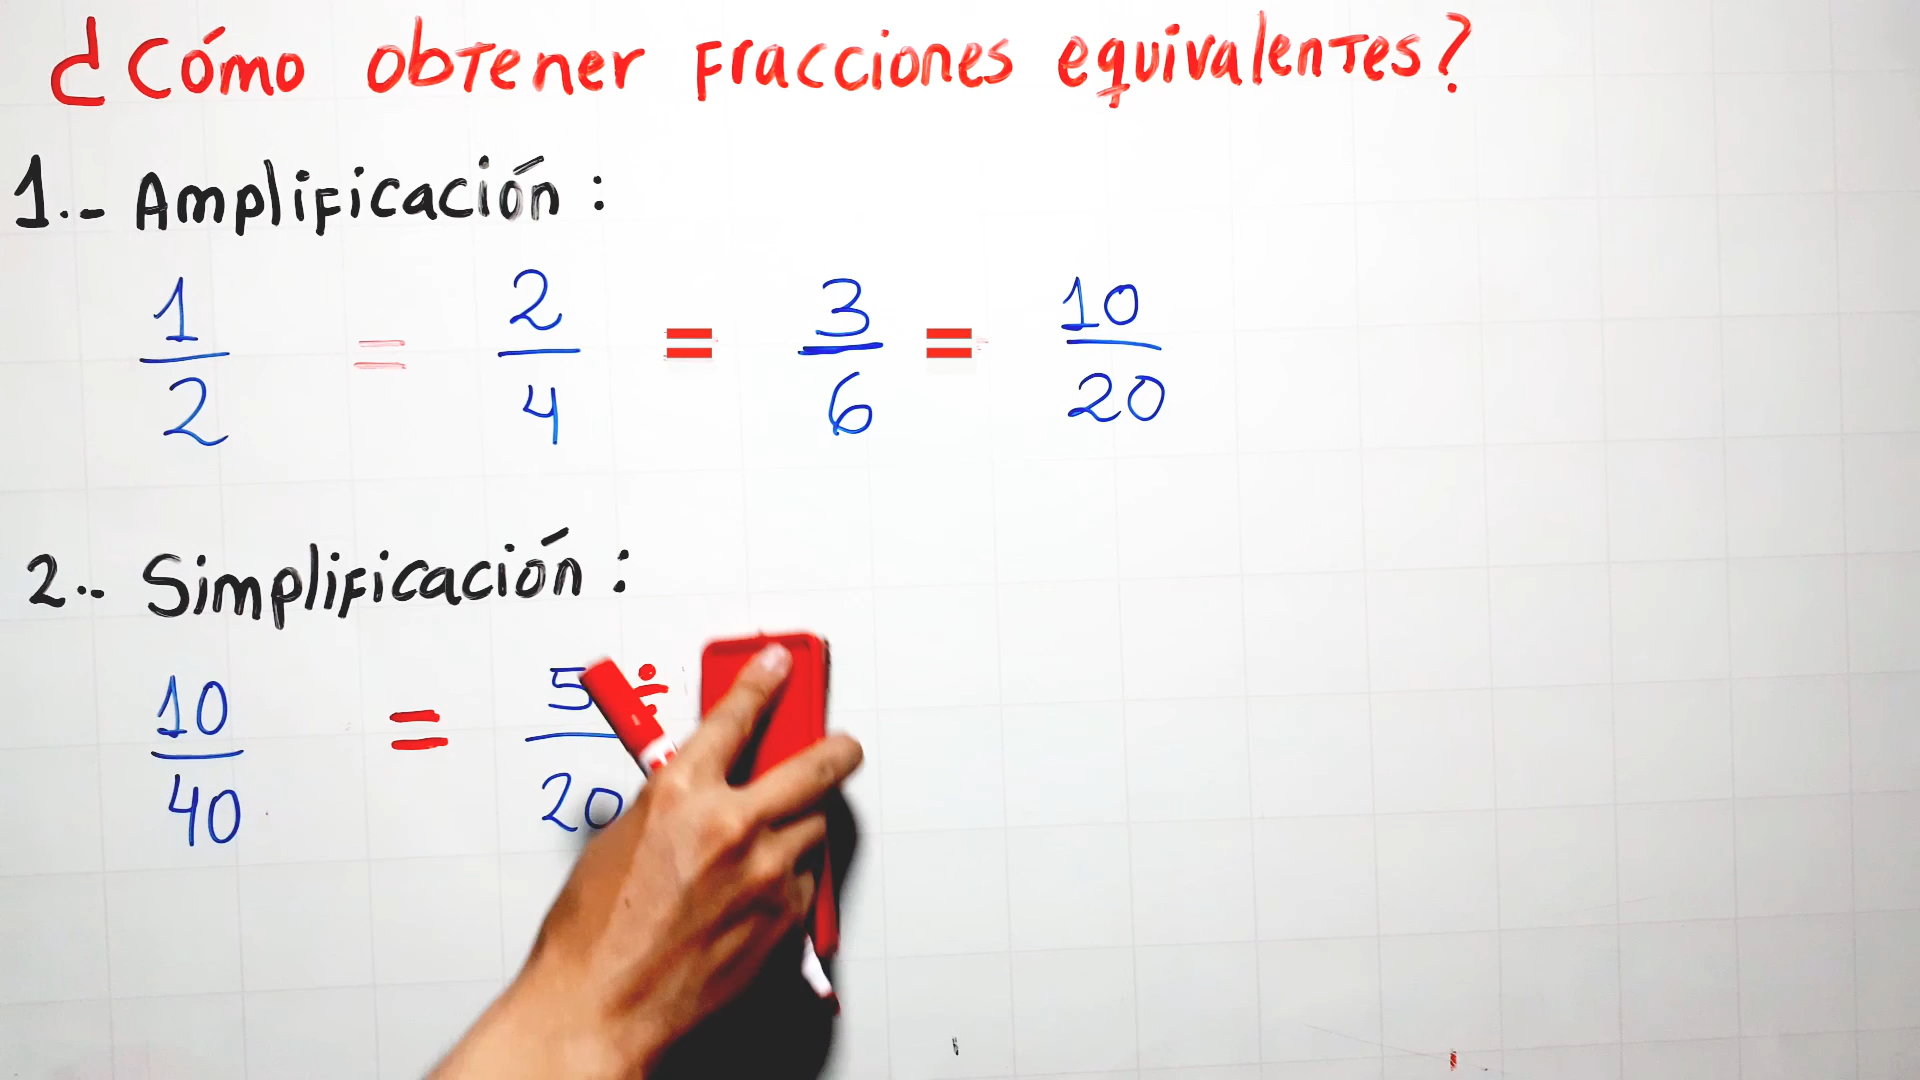 ¿Cómo obtener fracciones equivalentes?
1.- Amplificación:
1/2 = 2/4 = 3/6 = 10/20
2.- Simplificación:
10/40 = 5/20 ÷